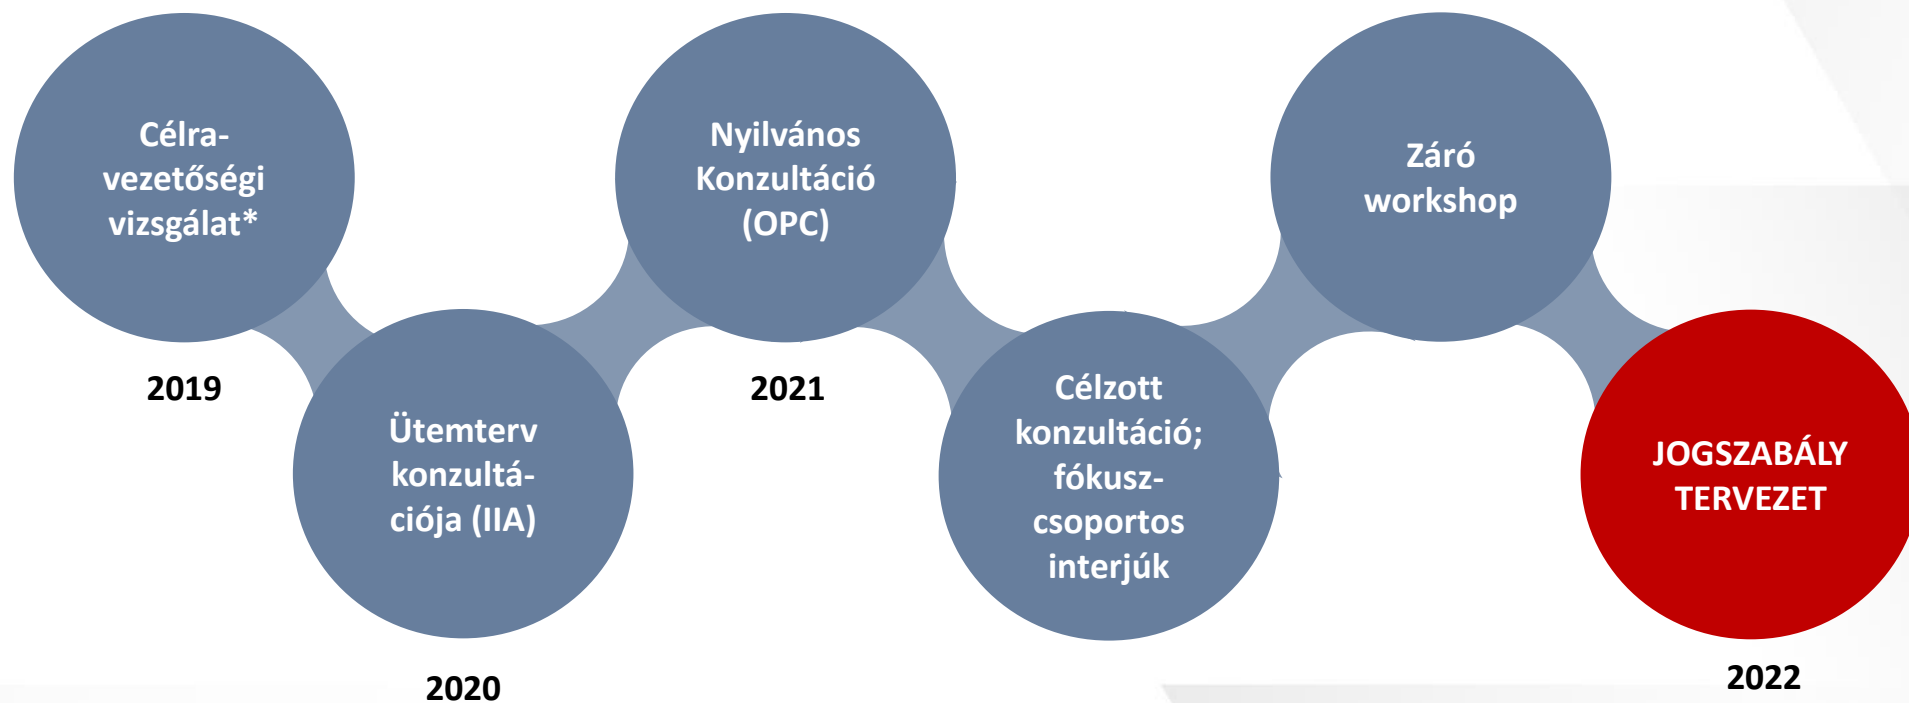 Célra-
vezetőségi
vizsgálat*
2019
Ütemterv
konzultá-
ciója (IIA)
2020
Nyilvános
Konzultáció
(OPC)
2021
Célzott
konzultáció;
fókusz-
csoportos
interjúk
Záró
workshop
JOGSZABÁLY
TERVEZET
2022